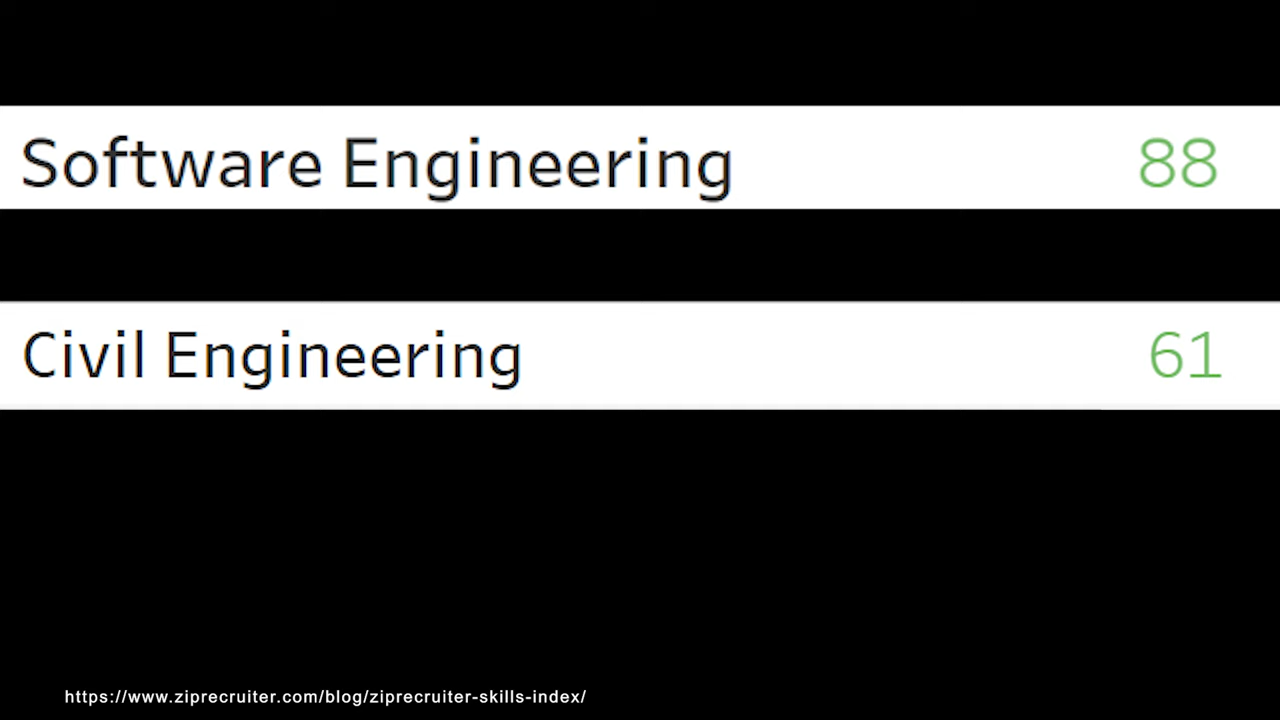 Software Engineering 88
Civil Engineering 61
https://www.ziprecruiter.com/blog/ziprecruiter-skills-index/